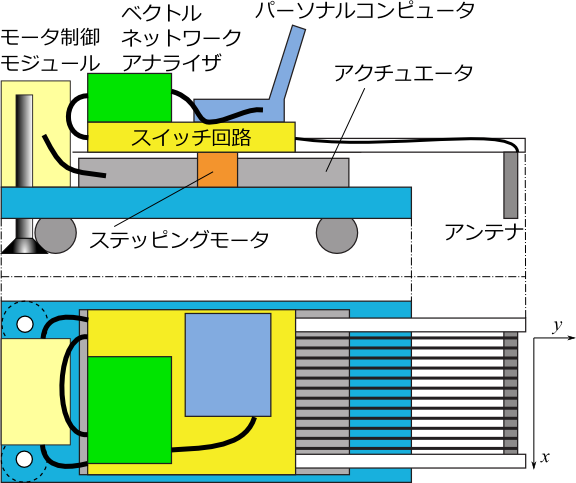 モータ制御
モジュール
ベクトル
ネットワーク
アナライザ
パーソナルコンピュータ
アクチュエータ
スイッチ回路
ステッピングモータ
アンテナ
y
x